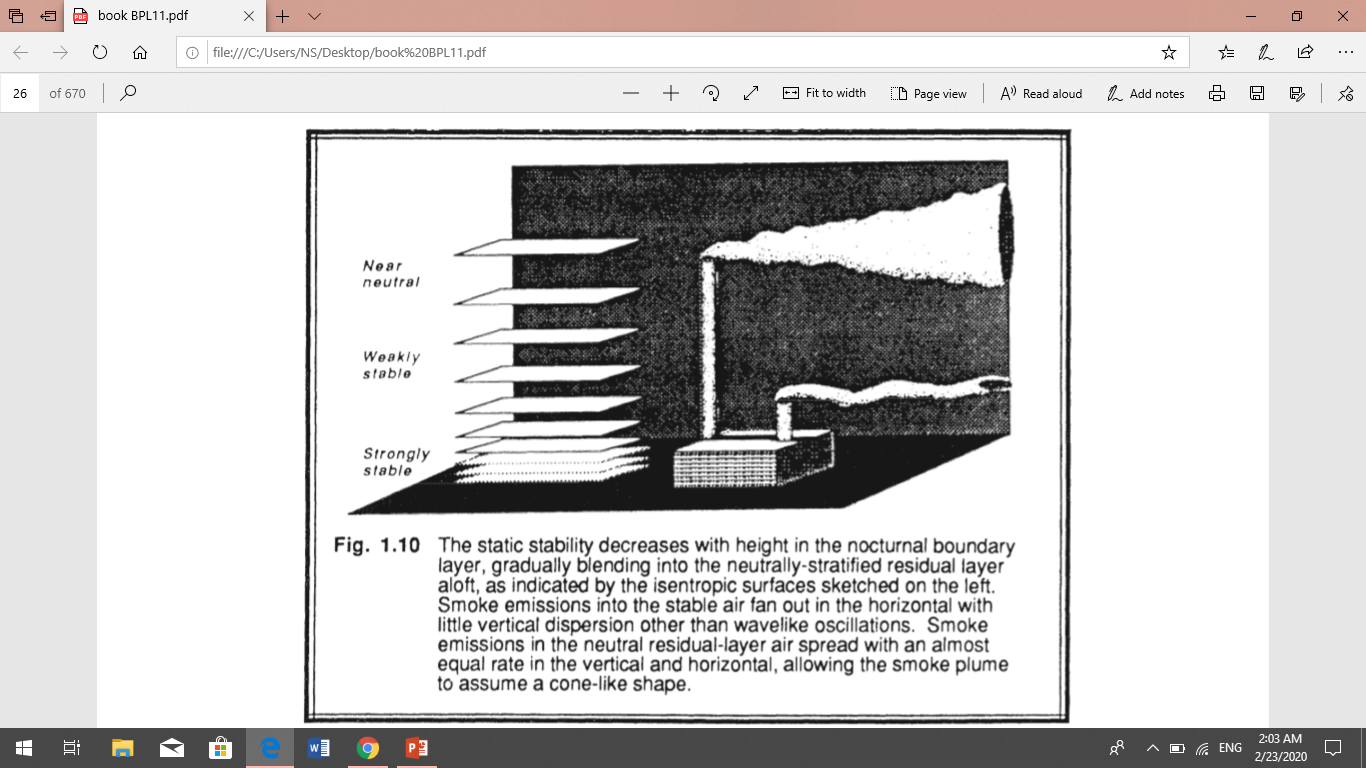 book BPL11.pdf
file:///C:/Users/NS/Desktop/book%20BPL11.pdf
26 of 670
Fit to width
Page view
Read aloud
Add notes
Near
neutral
Weakly
stable
Strongly
stable
Fig. 1.10 The static stability decreases with height in the nocturnal boundary
layer, gradually blending into the neutrally-stratified residual layer
aloft, as indicated by the isentropic surfaces sketched on the left.
Smoke emissions into the stable air fan out in the horizontal with
little vertical dispersion other than wavelike oscillations. Smoke
emissions in the neutral residual-layer air spread with an almost
equal rate in the vertical and horizontal, allowing the smoke plume
to assume a cone-like shape.
ENG
2:03 AM
2/23/2020